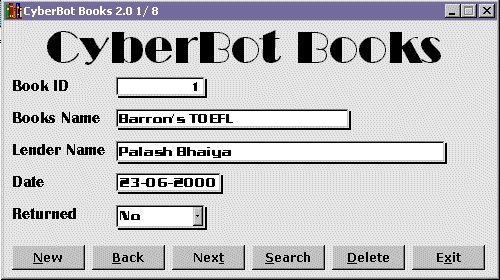 CyberBot Books 2.0 1/ 8
CyberBot Books
Book ID 1
Books Name Barron's TOEFL
Lender Name Palash Bhaiya
Date 23-06-2000
Returned No
New Back Next Search Delete Exit